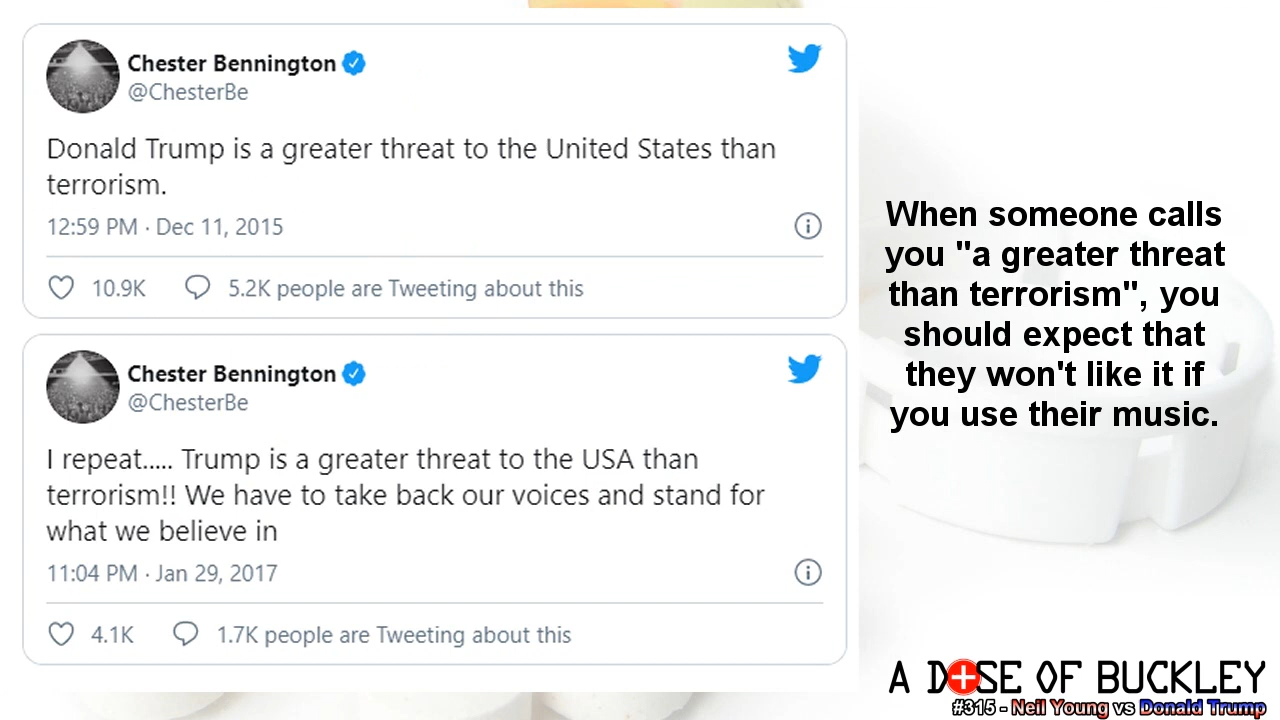 Chester Bennington
@ChesterBe
Donald Trump is a greater threat to the United States than
terrorism.
12:59 PM · Dec 11, 2015
10.9K 5.2K people are Tweeting about this
Chester Bennington
@ChesterBe
I repeat..... Trump is a greater threat to the USA than
terrorism!! We have to take back our voices and stand for
what we believe in
11:04 PM · Jan 29, 2017
4.1K 1.7K people are Tweeting about this
When someone calls
you "a greater threat
than terrorism", you
should expect that
they won't like it if
you use their music.
A DOSE OF BUCKLEY
#315 - Neil Young vs Donald Trump